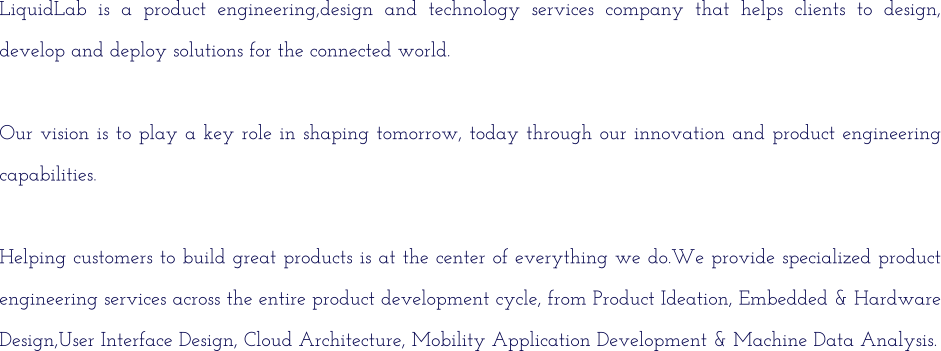 LiquidLab is a product engineering,design and technology services company that helps clients to design,
develop and deploy solutions for the connected world.
Our vision is to play a key role in shaping tomorrow, today through our innovation and product engineering
capabilities.
Helping customers to build great products is at the center of everything we do.We provide specialized product
engineering services across the entire product development cycle, from Product Ideation, Embedded & Hardware
Design,User Interface Design, Cloud Architecture, Mobility Application Development & Machine Data Analysis.